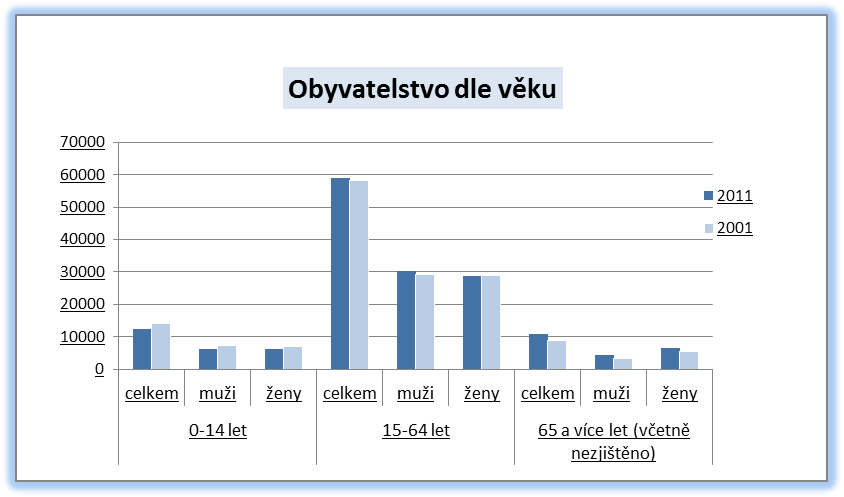 Obyvatelstvo dle věku
70000
60000
50000
40000
30000
20000
10000
0
2011
2001
celkem muži ženy celkem muži ženy celkem muži ženy
0-14 let 15-64 let 65 a více let (včetně
nezjištěno)